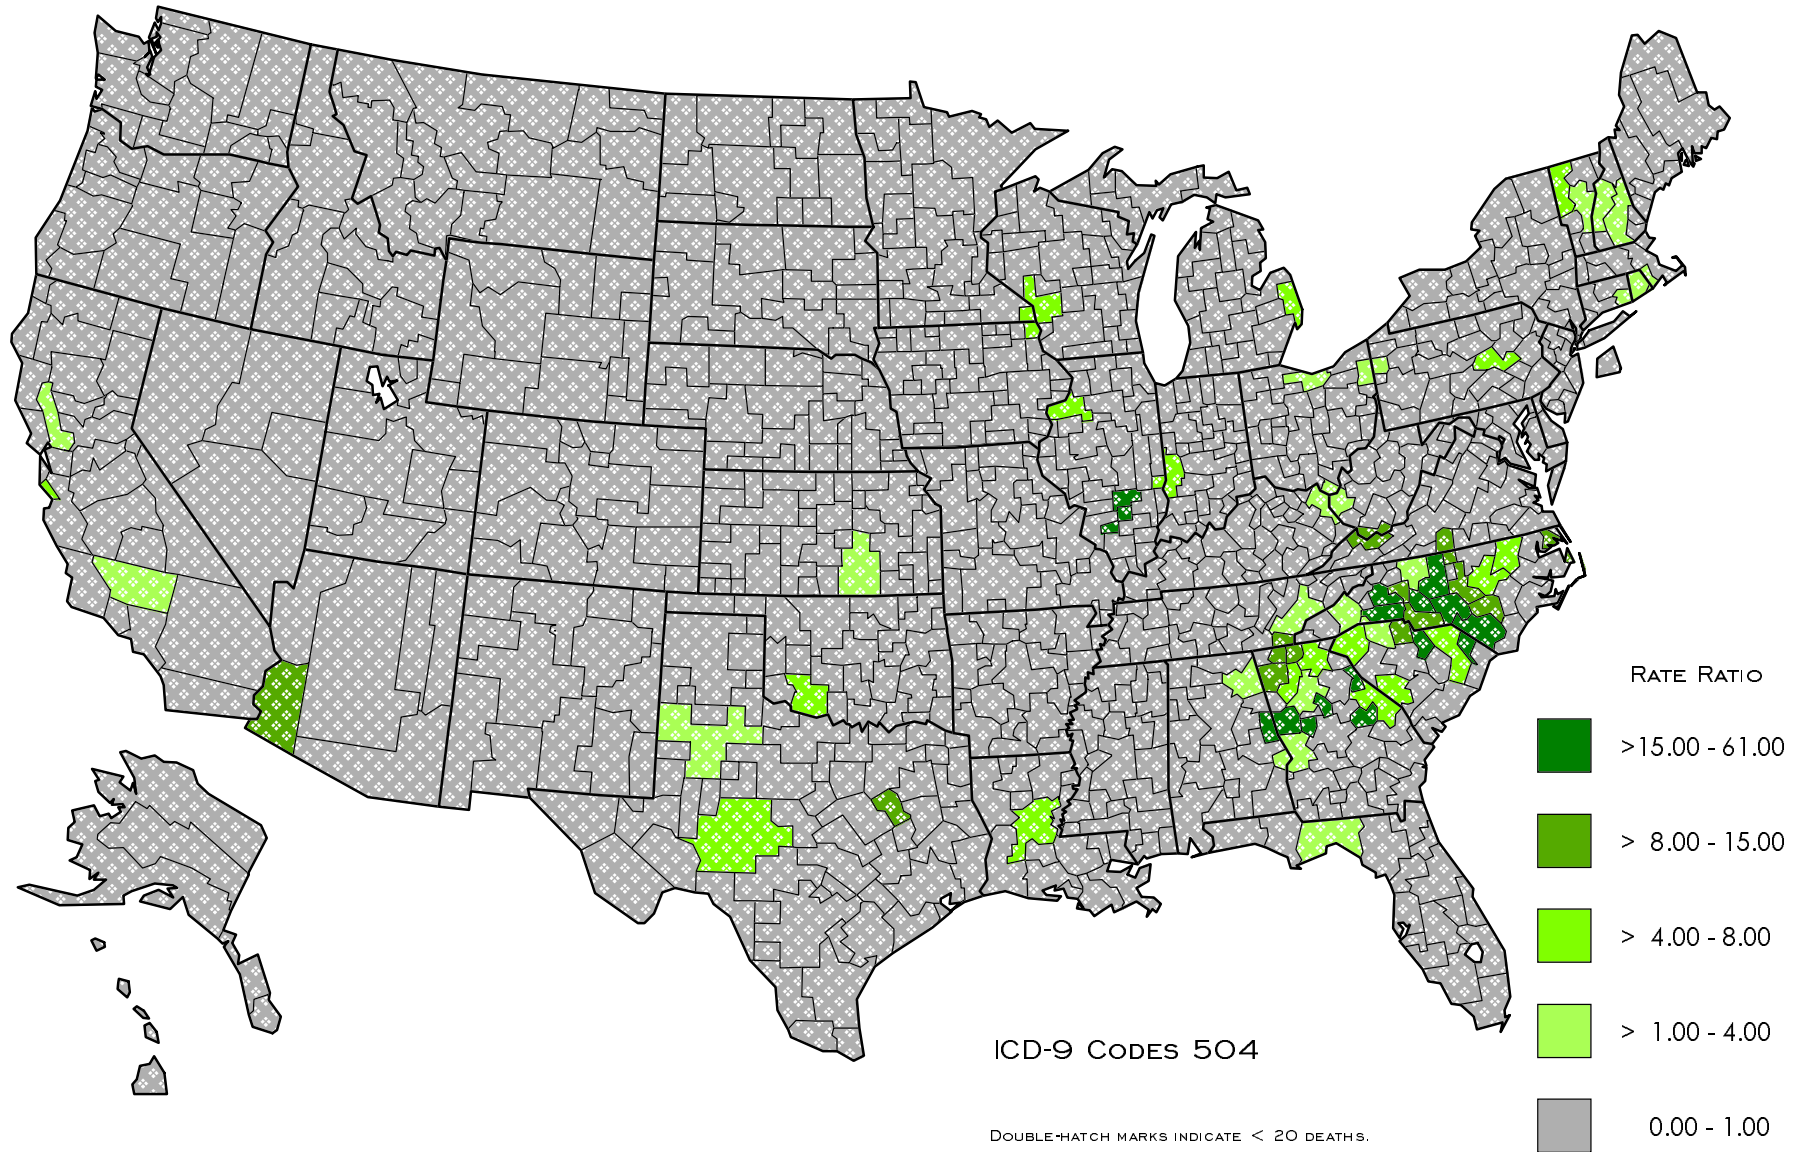 RATE RATIO
>15.00 - 61.00
> 8.00 - 15.00
> 4.00 - 8.00
> 1.00 - 4.00
0.00 - 1.00
ICD-9 CODES 504
DOUBLE-HATCH MARKS INDICATE < 20 DEATHS.